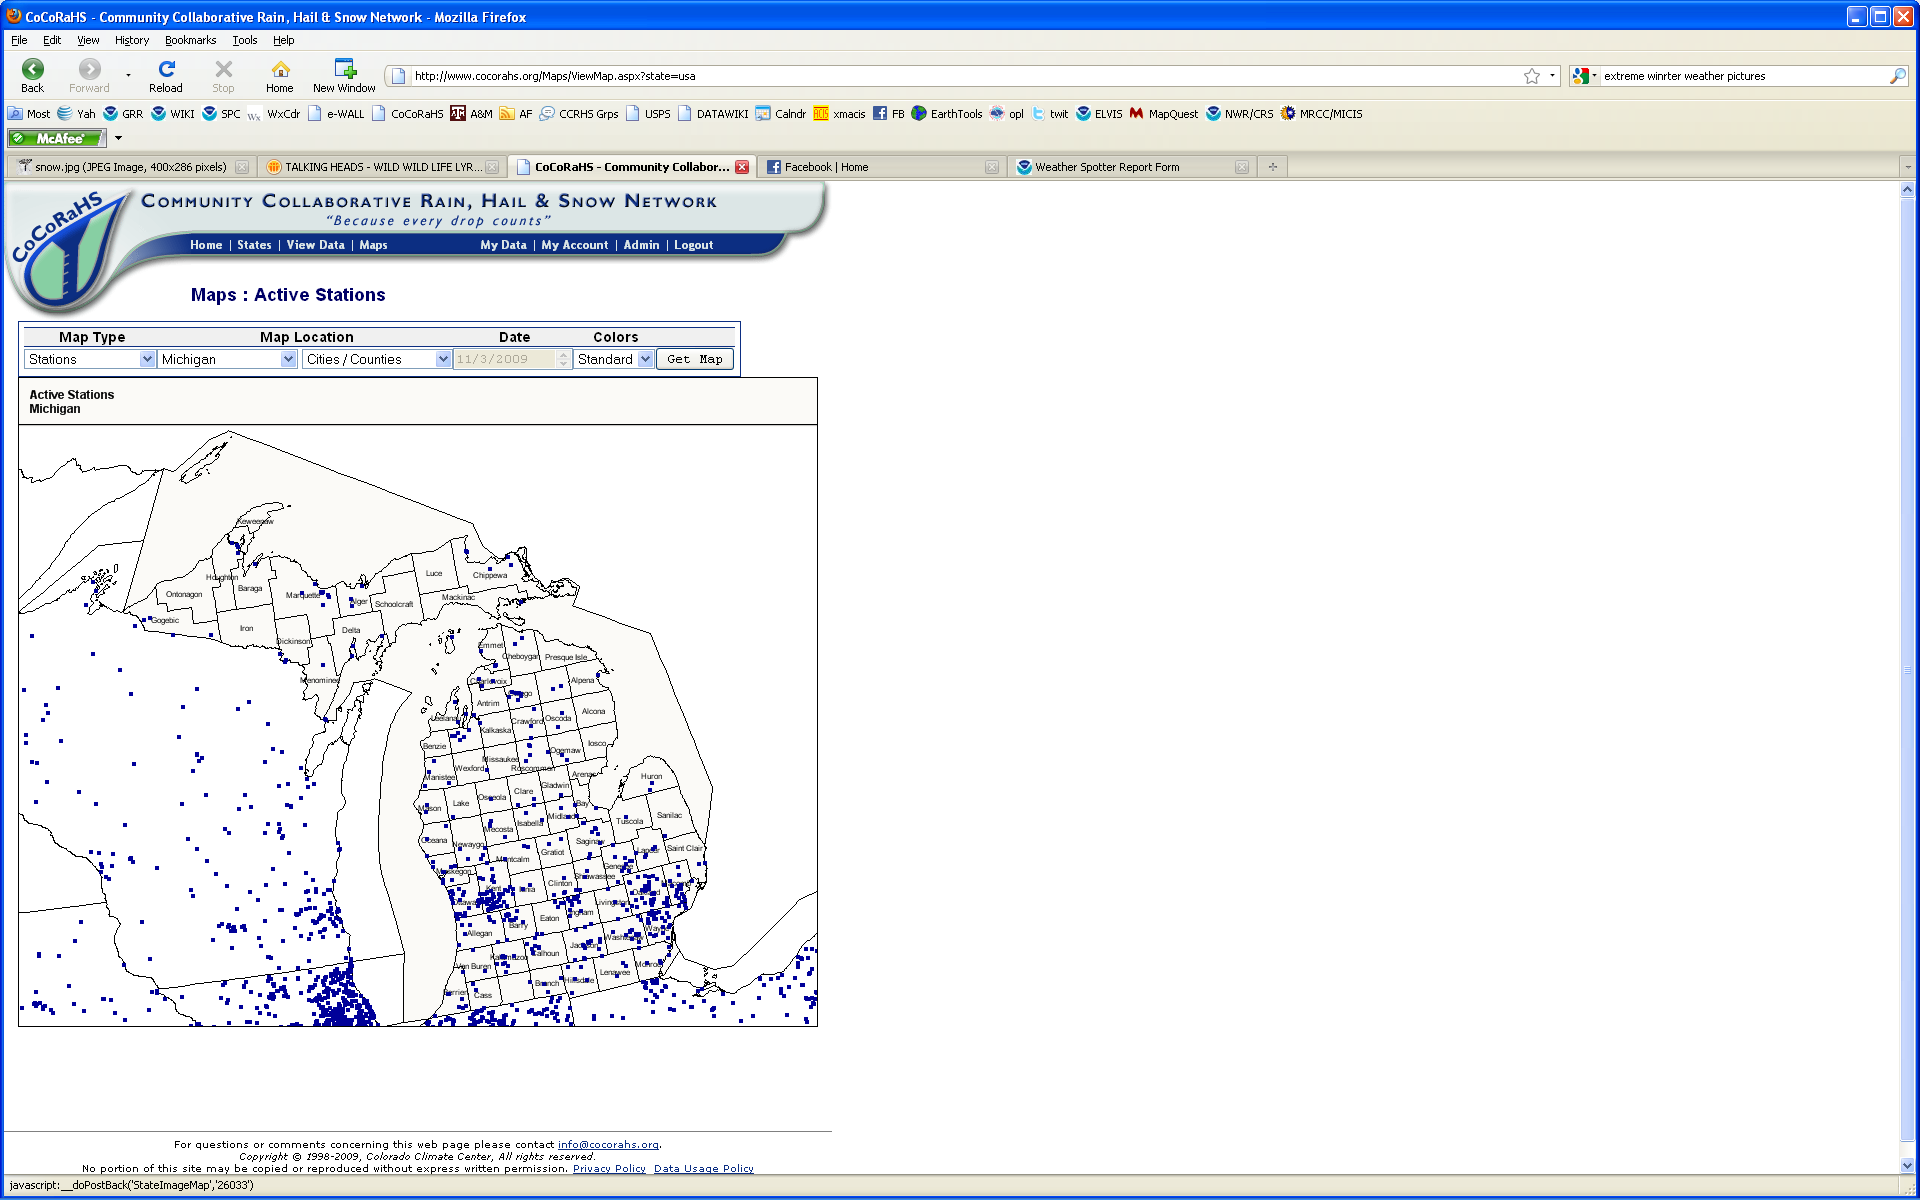 CoCoRaHS - Community Collaborative Rain, Hail & Snow Network - Mozilla Firefox
File Edit View History Bookmarks Tools Help
Back Forward Reload Stop Home New Window http://www.cocorahs.org/Maps/ViewMap.aspx?state=usa extreme winrter weather pictures
Most Yah GRR WIKI SPC WxCdr e-WALL CoCoRaHS A&M AF CCRHS Grps USPS DATAWIKI Calndr xmacis FB EarthTools opl twit ELVIS MapQuest NWR/CRS MRCC/MICIS
McAfee
snow.jpg (JPEG Image, 400x286 pixels) TALKING HEADS - WILD WILD LIFE LYR... CoCoRaHS - Community Collabor... Facebook | Home Weather Spotter Report Form
CoCoRaHS
Community Collaborative Rain, Hail & Snow Network
"Because every drop counts"
Home | States | View Data | Maps My Data | My Account | Admin | Logout
Maps : Active Stations
Map Type Map Location Date Colors
Stations Michigan Cities / Counties 11/3/2009 Standard Get Map
Active Stations
Michigan
Keweenaw
Houghton
Baraga
Ontonagon
Gogebic
Iron
Marquette
Dickinson
Alger
Delta
Menominee
Schoolcraft
Luce
Mackinac
Chippewa
Emmet
Cheboygan
Presque Isle
Charlevoix
Alpena
Antrim
Leelanau
Kalkaska
Crawford
Oscoda
Alcona
Benzie
Missaukee
Ogemaw
Iosco
Manistee
Wexford
Roscommon
Arenac
Huron
Mason
Lake
Osceola
Clare
Gladwin
Bay
Oceana
Newaygo
Mecosta
Isabella
Midland
Tuscola
Sanilac
Saginaw
Muskegon
Montcalm
Gratiot
Genesee
Lapeer
Saint Clair
Ottawa
Kent
Ionia
Clinton
Shiawassee
Livingston
Oakland
Macomb
Allegan
Barry
Eaton
Ingham
Van Buren
Kalamazoo
Calhoun
Jackson
Washtenaw
Wayne
Berrien
Cass
Branch
Hillsdale
Lenawee
Monroe
For questions or comments concerning this web page please contact info@cocorahs.org.
Copyright © 1998-2009, Colorado Climate Center, All rights reserved.
No portion of this site may be copied or reproduced without express written permission. Privacy Policy Data Usage Policy
javascript:__doPostBack('StateImageMap','26033')